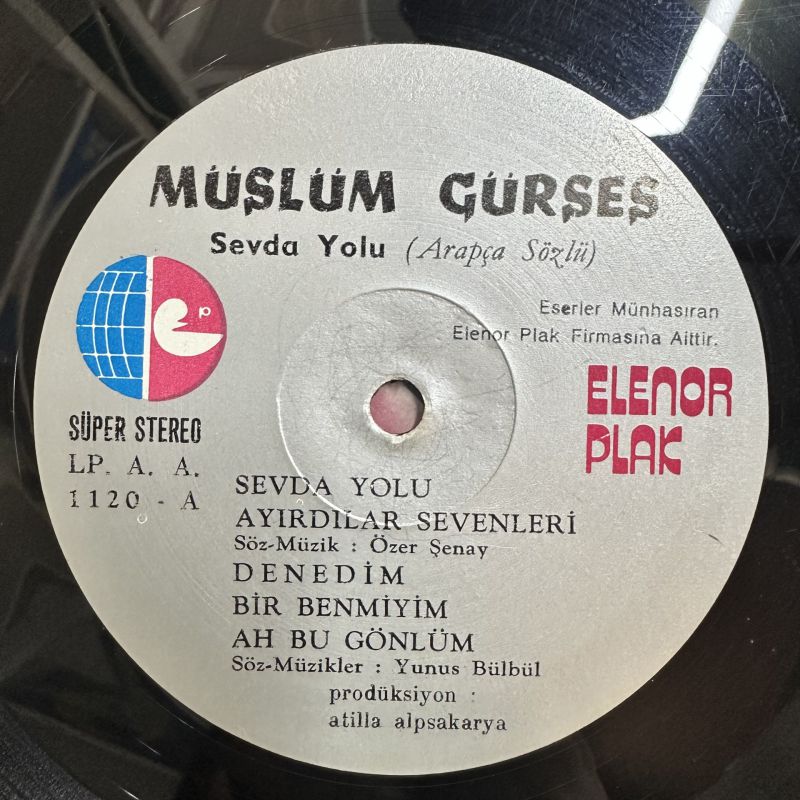 MÜSLÜM GÜRSES
Sevda Yolu (Arapça Sözlü)
Eserler Münhasıran
Elenor Plak Firmasına Aittir.
p
ELENOR
PLAK
SÜPER STEREO
LP. A. A.
1120 - A
SEVDA YOLU
AYIRDILAR SEVENLERİ
Söz-Müzik : Özer Şenay
DENEDİM
BİR BENMİYİM
AH BU GÖNLÜM
Söz-Müzikler : Yunus Bülbül
prodüksiyon :
atilla alpsakarya